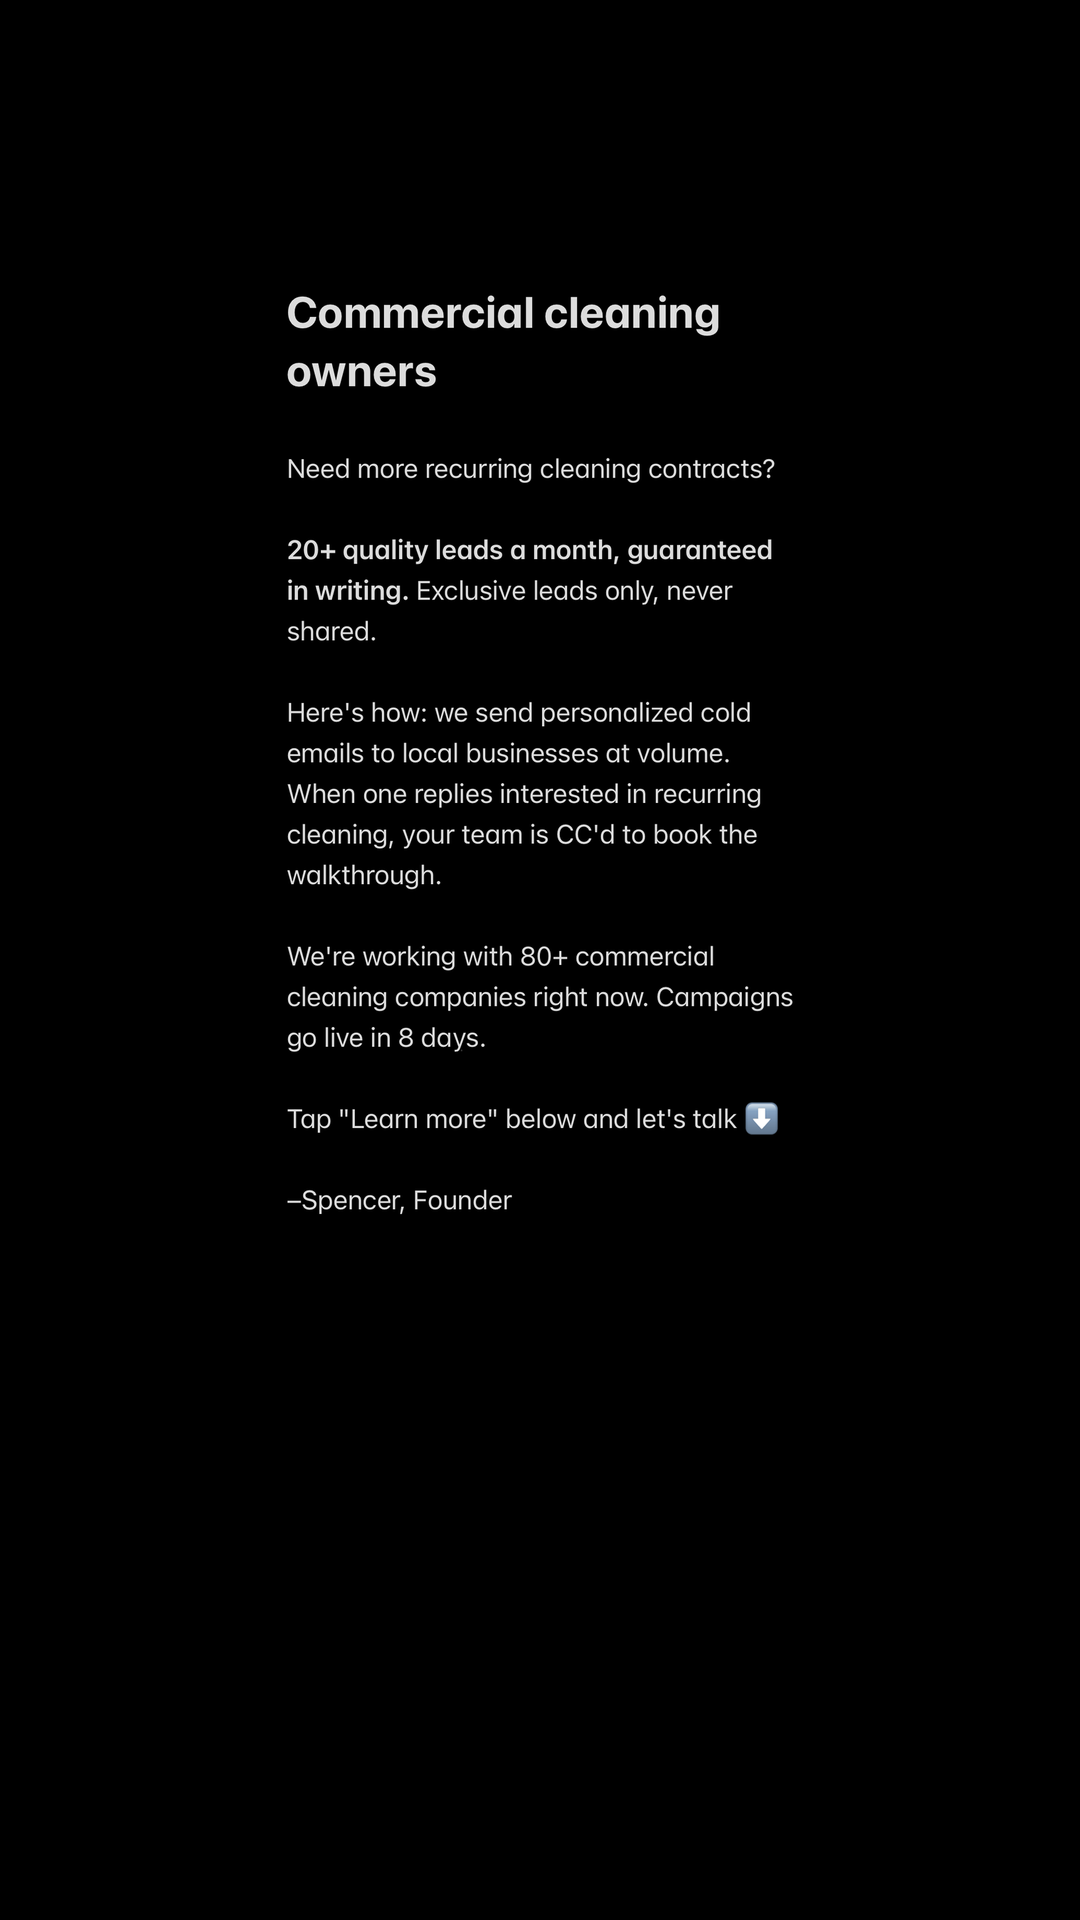 Commercial cleaning
owners
Need more recurring cleaning contracts?
20+ quality leads a month, guaranteed
in writing. Exclusive leads only, never
shared.
Here's how: we send personalized cold
emails to local businesses at volume.
When one replies interested in recurring
cleaning, your team is CC'd to book the
walkthrough.
We're working with 80+ commercial
cleaning companies right now. Campaigns
go live in 8 days.
Tap "Learn more" below and let's talk ⬇️
–Spencer, Founder